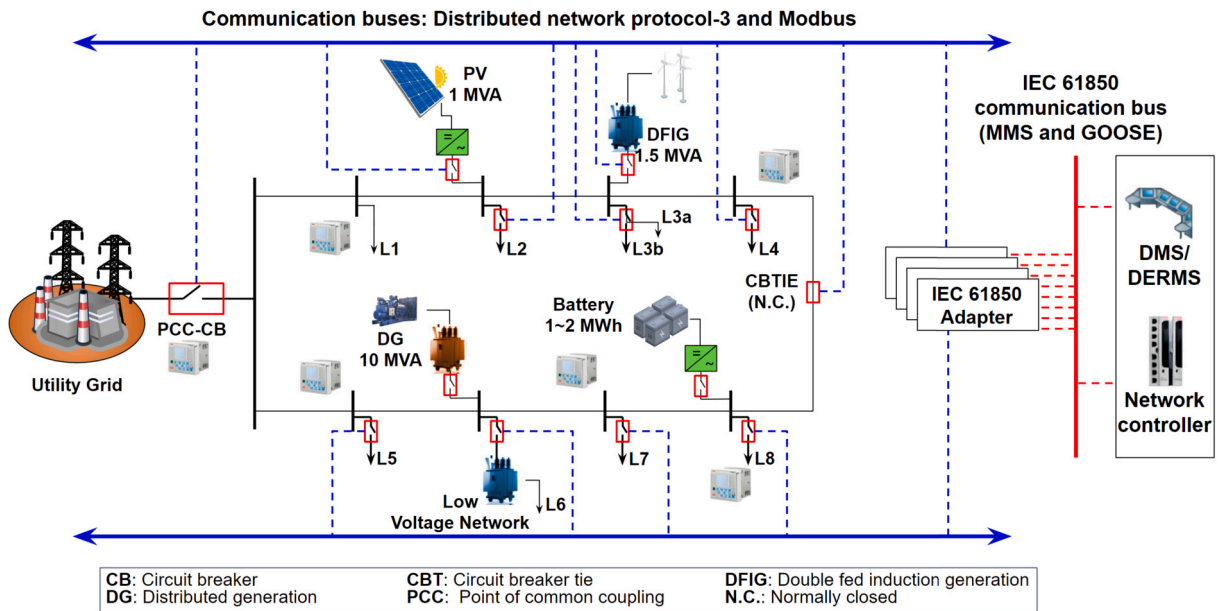 Communication buses: Distributed network protocol-3 and Modbus
PV
1 MVA
DFIG
1.5 MVA
IEC 61850
communication bus
(MMS and GOOSE)
L1
L2
L3a
L3b
L4
CBTIE
(N.C.)
PCC-CB
Utility Grid
DG
10 MVA
Battery
1~2 MWh
IEC 61850
Adapter
DMS/
DERMS
Network
controller
L5
L6
L7
L8
Low
Voltage Network
CB: Circuit breaker
CBT: Circuit breaker tie
DFIG: Double fed induction generation
DG: Distributed generation
PCC: Point of common coupling
N.C.: Normally closed